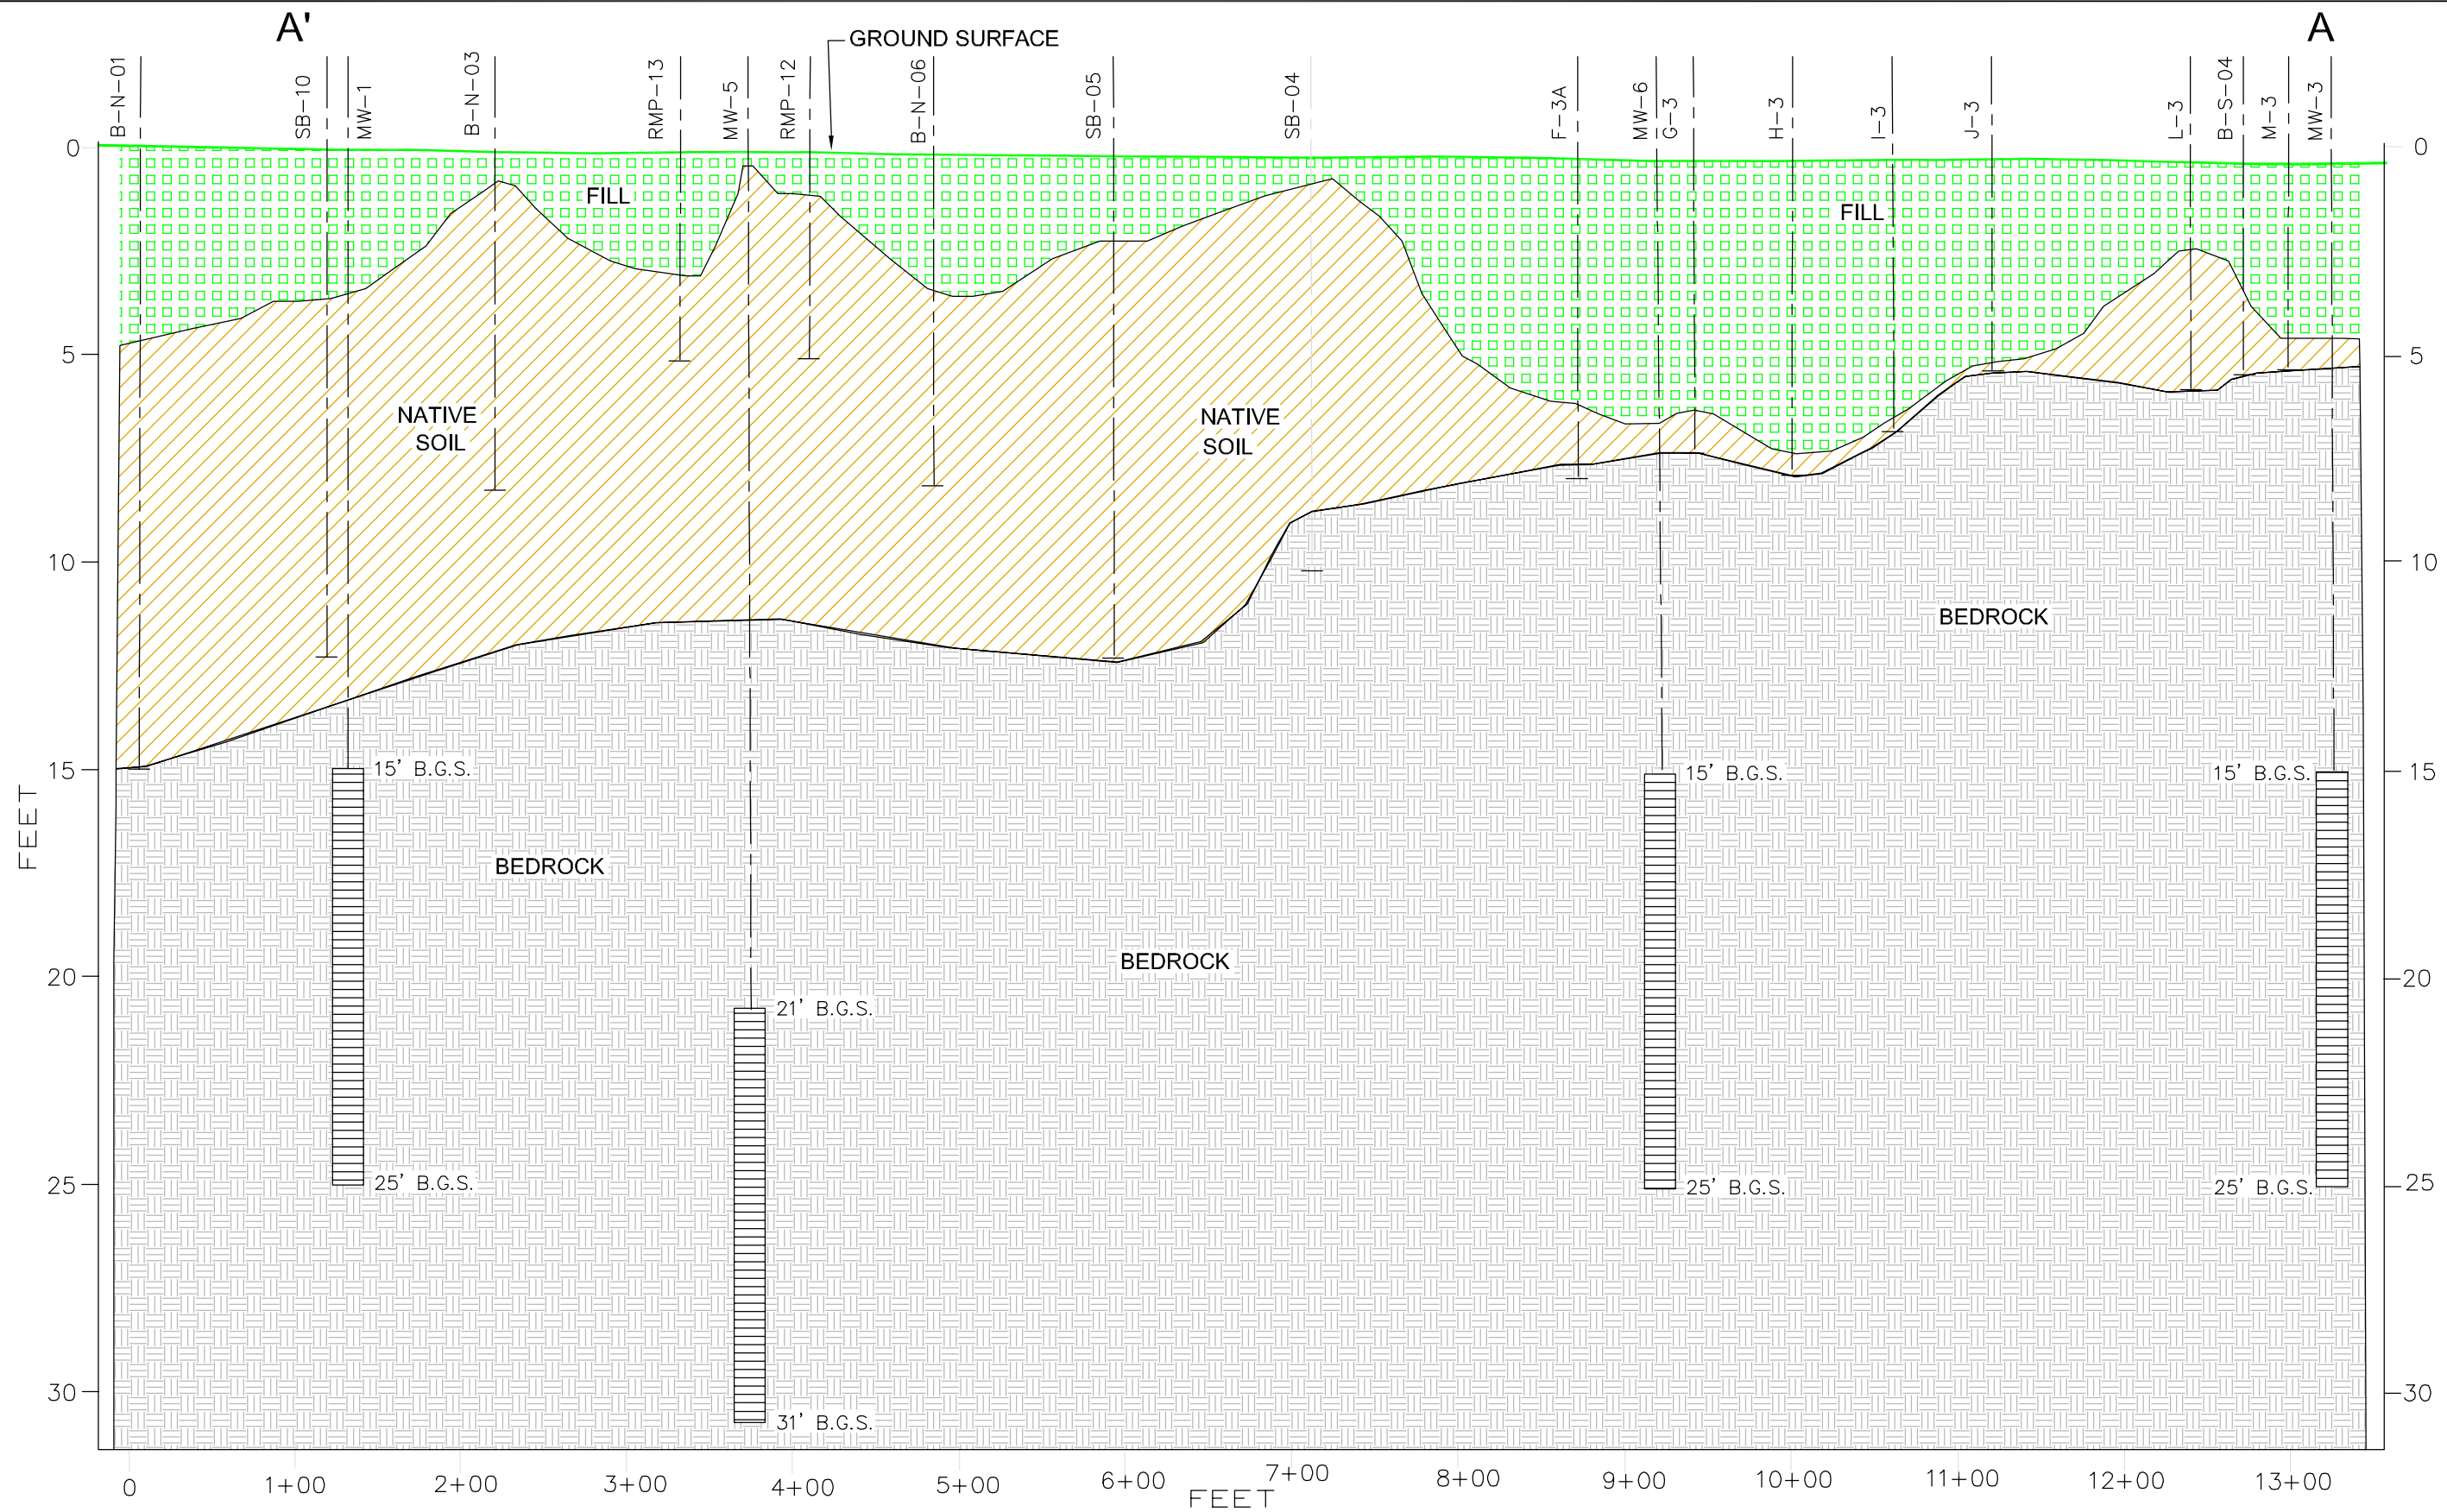 A'
A
GROUND SURFACE
B-N-01
SB-10
MW-1
B-N-03
RMP-13
MW-5
RMP-12
B-N-06
SB-05
SB-04
F-3A
MW-6
G-3
H-3
I-3
J-3
L-3
B-S-04
M-3
MW-3
0
0
FILL
FILL
5
5
NATIVE
SOIL
NATIVE
SOIL
10
10
BEDROCK
15
15' B.G.S.
15' B.G.S.
15' B.G.S.
15
FEET
BEDROCK
BEDROCK
20
20
21' B.G.S.
25
25' B.G.S.
25' B.G.S.
25' B.G.S.
25
30
30
31' B.G.S.
0
1+00
2+00
3+00
4+00
5+00
6+00
7+00
8+00
9+00
10+00
11+00
12+00
13+00
FEET